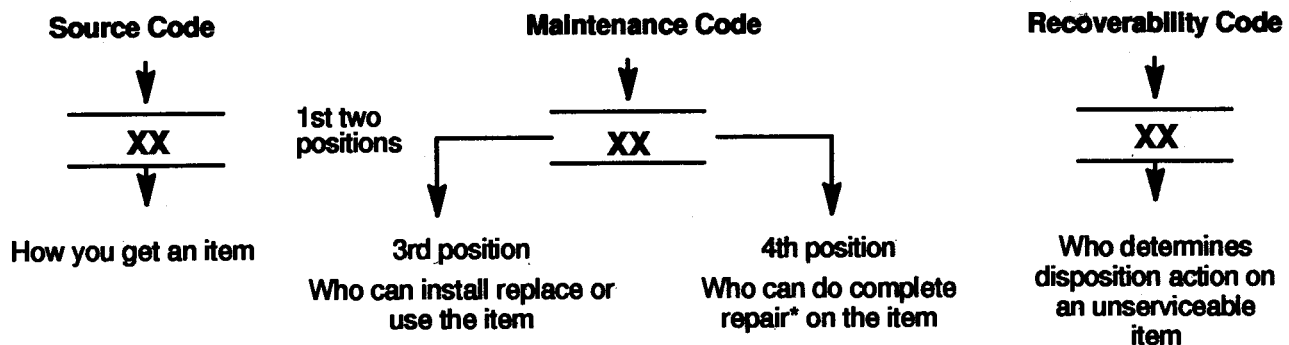 Source Code
Maintenance Code
Recoverability Code
XX
1st two
positions
XX
XX
How you get an item
3rd position
Who can install replace or
use the item
4th position
Who can do complete
repair* on the item
Who determines
disposition action on
an unserviceable
item